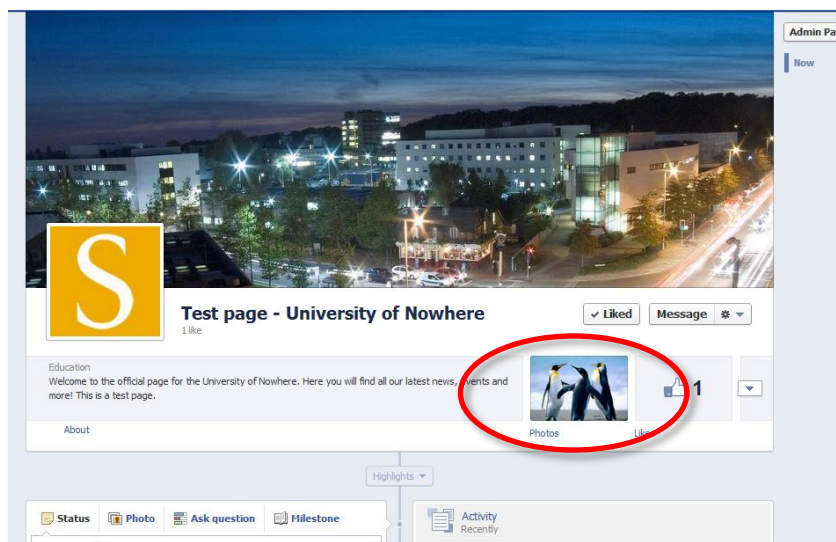 Admin Pa
Now
S
Test page - University of Nowhere
1 like
Liked
Message
Education
Welcome to the official page for the University of Nowhere. Here you will find all our latest news, events and
more! This is a test page.
1
About
Photos
Like
Highlights
Status
Photo
Ask question
Milestone
Activity
Recently